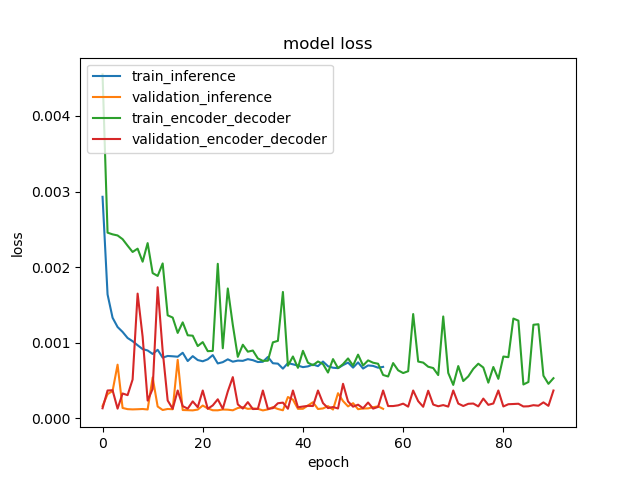 model loss
train_inference
validation_inference
train_encoder_decoder
validation_encoder_decoder
0.004
0.003
0.002
0.001
0.000
loss
0
20
40
60
80
epoch